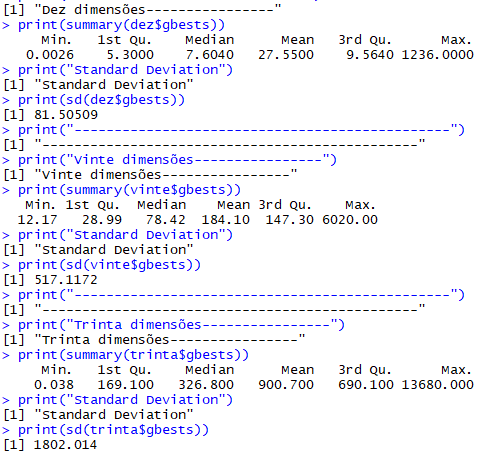 [1] "Dez dimensões----------------"
> print(summary(dez$gbests))
Min. 1st Qu. Median Mean 3rd Qu. Max.
0.0026 5.3000 7.6040 27.5500 9.5640 1236.0000
> print("Standard Deviation")
[1] "Standard Deviation"
> print(sd(dez$gbests))
[1] 81.50509
> print("-----------------------------------------------")
[1] "-----------------------------------------------"
> print("Vinte dimensões----------------")
[1] "Vinte dimensões----------------"
> print(summary(vinte$gbests))
Min. 1st Qu. Median Mean 3rd Qu. Max.
12.17 28.99 78.42 184.10 147.30 6020.00
> print("Standard Deviation")
[1] "Standard Deviation"
> print(sd(vinte$gbests))
[1] 517.1172
> print("-----------------------------------------------")
[1] "-----------------------------------------------"
> print("Trinta dimensões----------------")
[1] "Trinta dimensões----------------"
> print(summary(trinta$gbests))
Min. 1st Qu. Median Mean 3rd Qu. Max.
0.038 169.100 326.800 900.700 690.100 13680.000
> print("Standard Deviation")
[1] "Standard Deviation"
> print(sd(trinta$gbests))
[1] 1802.014